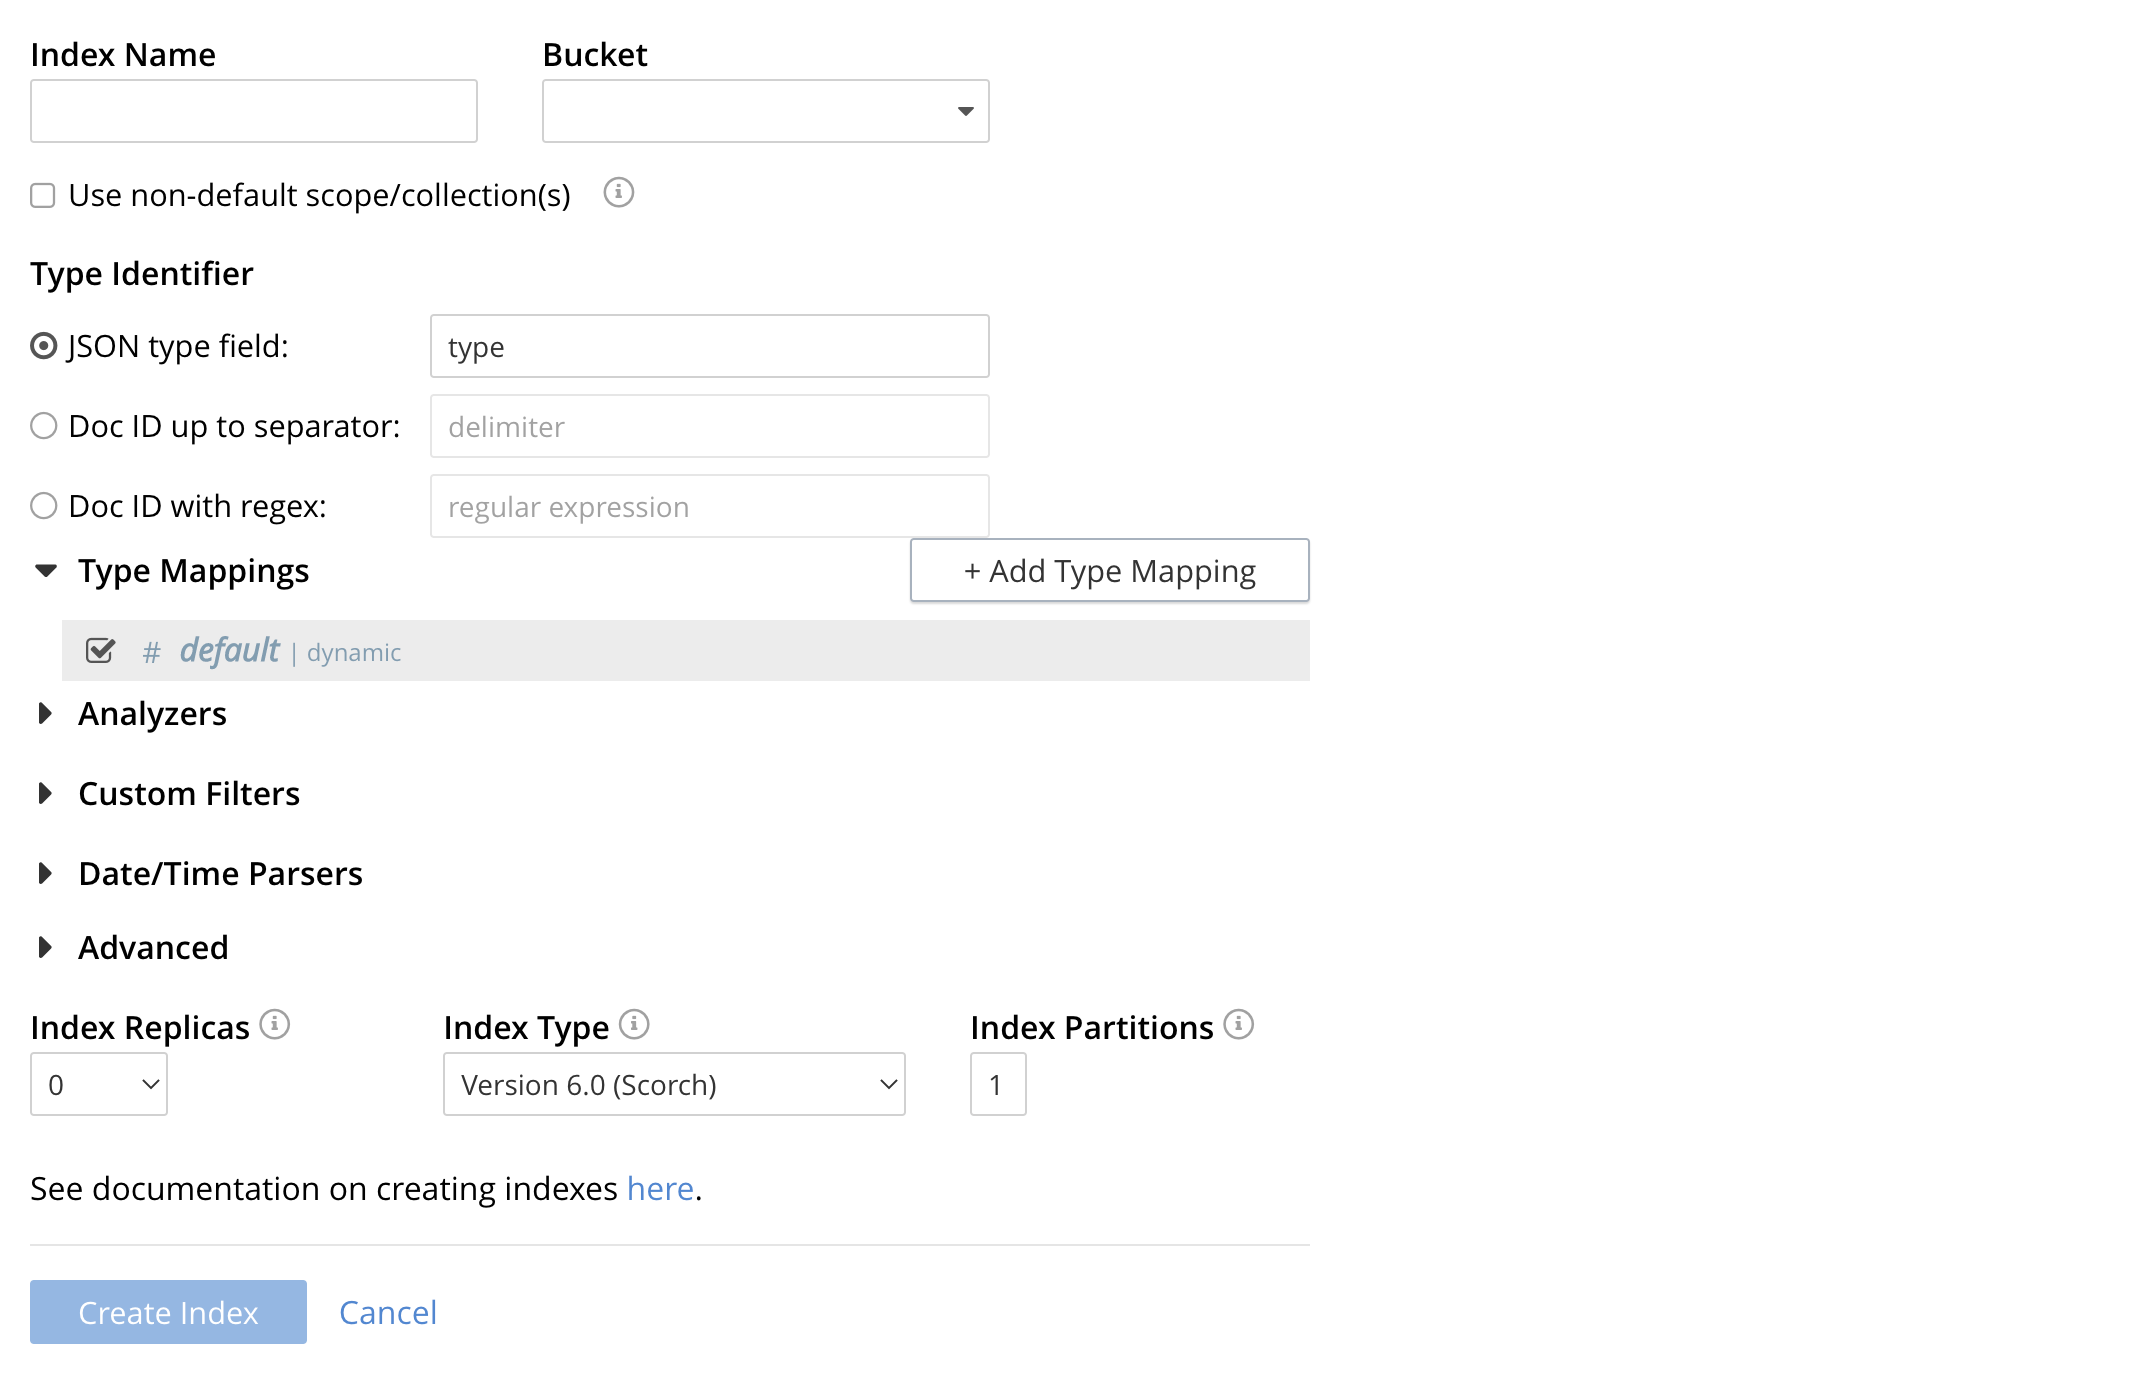 Index Name
Bucket
Use non-default scope/collection(s)
Type Identifier
JSON type field:
type
Doc ID up to separator:
delimiter
Doc ID with regex:
regular expression
Type Mappings
+ Add Type Mapping
# default | dynamic
Analyzers
Custom Filters
Date/Time Parsers
Advanced
Index Replicas
Index Type
Index Partitions
0
Version 6.0 (Scorch)
1
See documentation on creating indexes here.
Create Index
Cancel